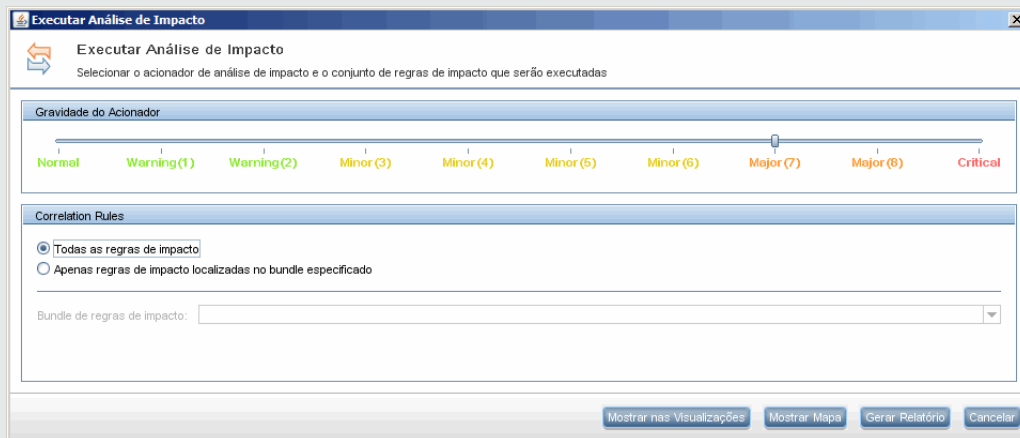 Executar Análise de Impacto
Executar Análise de Impacto
Selecionar o acionador de análise de impacto e o conjunto de regras de impacto que serão executadas
Gravidade do Acionador
Normal Warning(1) Warning(2) Minor(3) Minor(4) Minor(5) Minor(6) Major(7) Major(8) Critical
Correlation Rules
Todas as regras de impacto
Apenas regras de impacto localizadas no bundle especificado
Bundle de regras de impacto:
Mostrar nas Visualizações Mostrar Mapa Gerar Relatório Cancelar